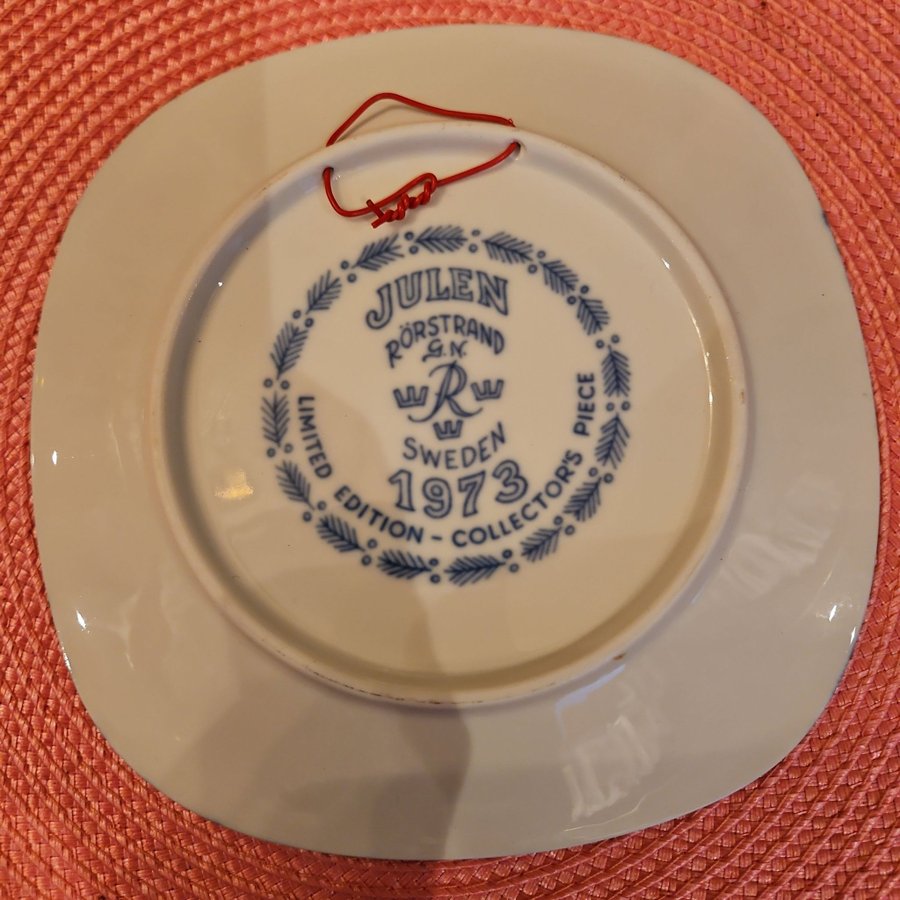 JULEN
RÖRSTRAND
G.N.
R
SWEDEN
1973
LIMITED EDITION - COLLECTOR'S PIECE